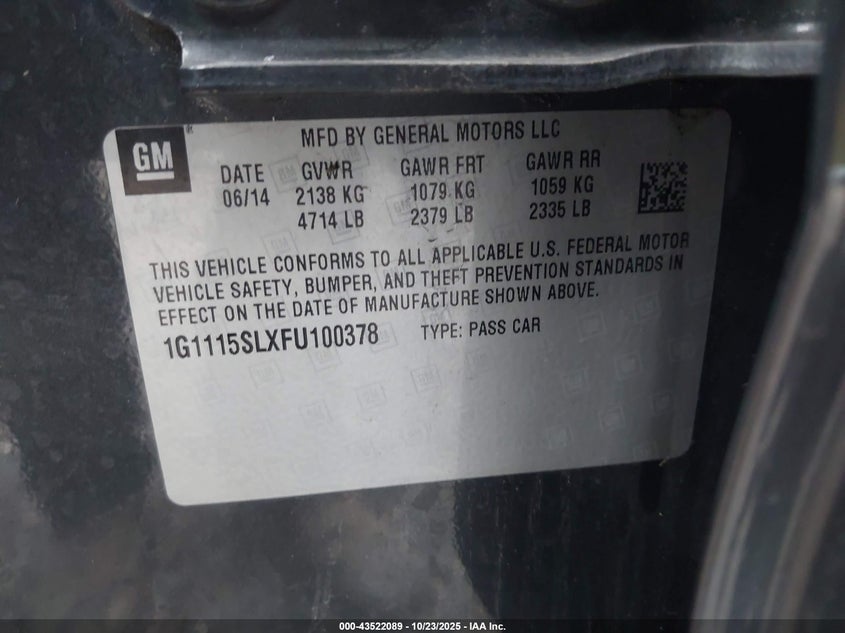 GM
MFD BY GENERAL MOTORS LLC
DATE GVWR GAWR FRT GAWR RR
06/14 2138 KG 1079 KG 1059 KG
4714 LB 2379 LB 2335 LB
THIS VEHICLE CONFORMS TO ALL APPLICABLE U.S. FEDERAL MOTOR
VEHICLE SAFETY, BUMPER, AND THEFT PREVENTION STANDARDS IN
EFFECT ON THE DATE OF MANUFACTURE SHOWN ABOVE.
1G1115SLXFU100378 TYPE: PASS CAR
000-43522089 - 10/23/2025 - IAA Inc.